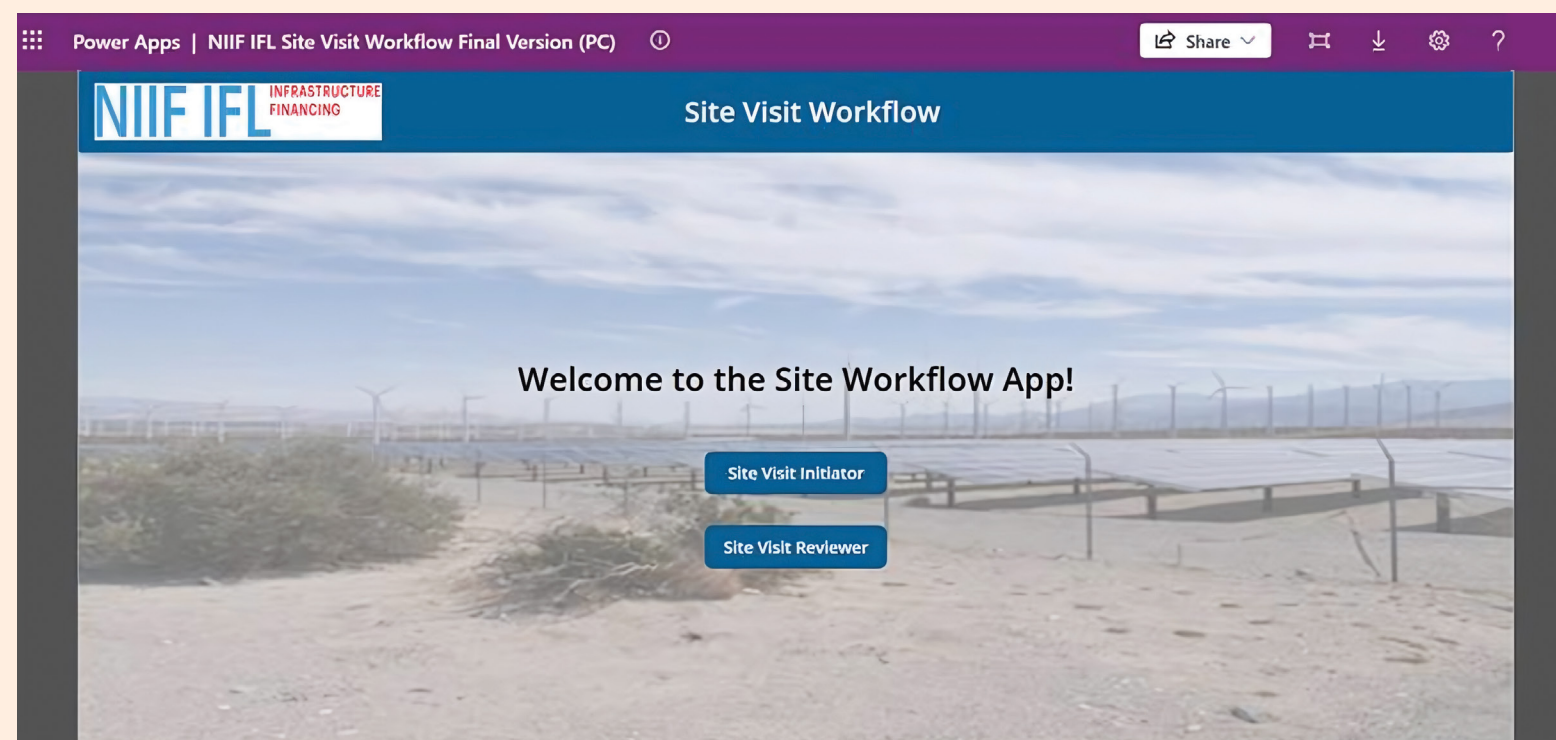 Power Apps | NIIF IFL Site Visit Workflow Final Version (PC)
Share
?
NIIF IFL INFRASTRUCTURE
FINANCING
Site Visit Workflow
Welcome to the Site Workflow App!
Site Visit Initiator
Site Visit Reviewer